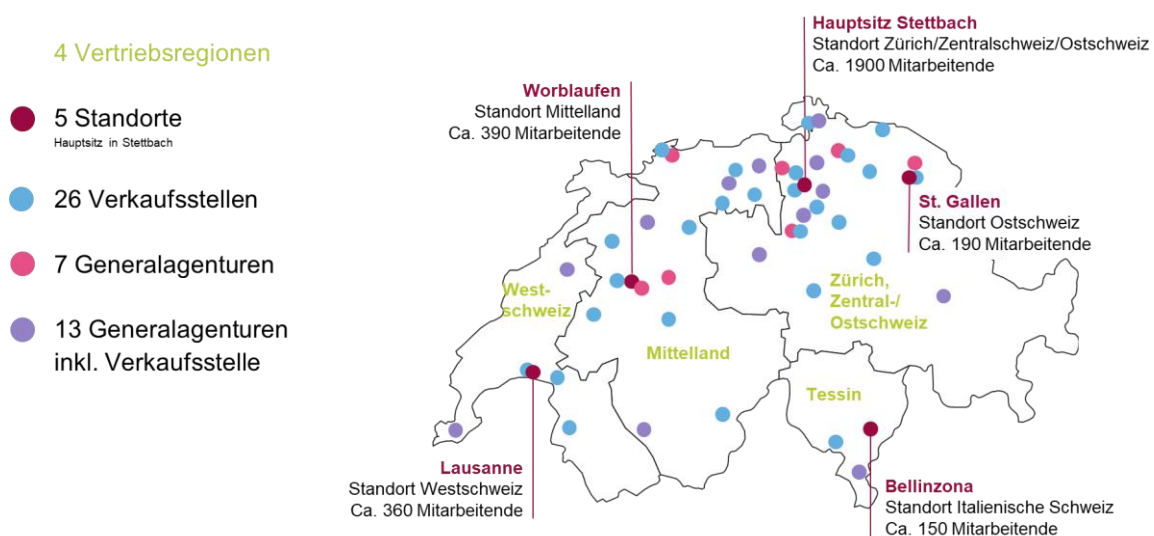 4 Vertriebsregionen
5 Standorte
Hauptsitz in Stettbach
26 Verkaufsstellen
7 Generalagenturen
13 Generalagenturen
inkl. Verkaufsstelle
Hauptsitz Stettbach
Standort Zürich/Zentralschweiz/Ostschweiz
Ca. 1900 Mitarbeitende
Worblaufen
Standort Mittelland
Ca. 390 Mitarbeitende
St. Gallen
Standort Ostschweiz
Ca. 190 Mitarbeitende
West-
schweiz
Zürich,
Zentral-/
Ostschweiz
Mittelland
Tessin
Lausanne
Standort Westschweiz
Ca. 360 Mitarbeitende
Bellinzona
Standort Italienische Schweiz
Ca. 150 Mitarbeitende